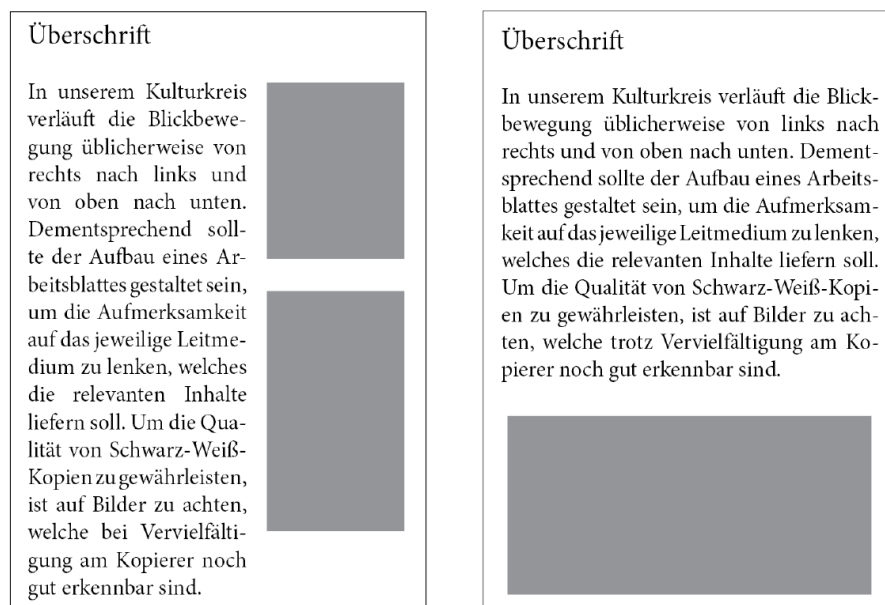 Überschrift
In unserem Kulturkreis
verläuft die Blickbewe-
gung üblicherweise von
rechts nach links und
von oben nach unten.
Dementsprechend soll-
te der Aufbau eines Ar-
beitsblattes gestaltet sein,
um die Aufmerksamkeit
auf das jeweilige Leitme-
dium zu lenken, welches
die relevanten Inhalte
liefern soll. Um die Qua-
lität von Schwarz-Weiß-
Kopien zu gewährleisten,
ist auf Bilder zu achten,
welche bei Vervielfälti-
gung am Kopierer noch
gut erkennbar sind.
Überschrift
In unserem Kulturkreis verläuft die Blick-
bewegung üblicherweise von links nach
rechts und von oben nach unten. Dement-
sprechend sollte der Aufbau eines Arbeits-
blattes gestaltet sein, um die Aufmerksam-
keit auf das jeweilige Leitmedium zu lenken,
welches die relevanten Inhalte liefern soll.
Um die Qualität von Schwarz-Weiß-Kopi-
en zu gewährleisten, ist auf Bilder zu ach-
ten, welche trotz Vervielfältigung am Ko-
pierer noch gut erkennbar sind.